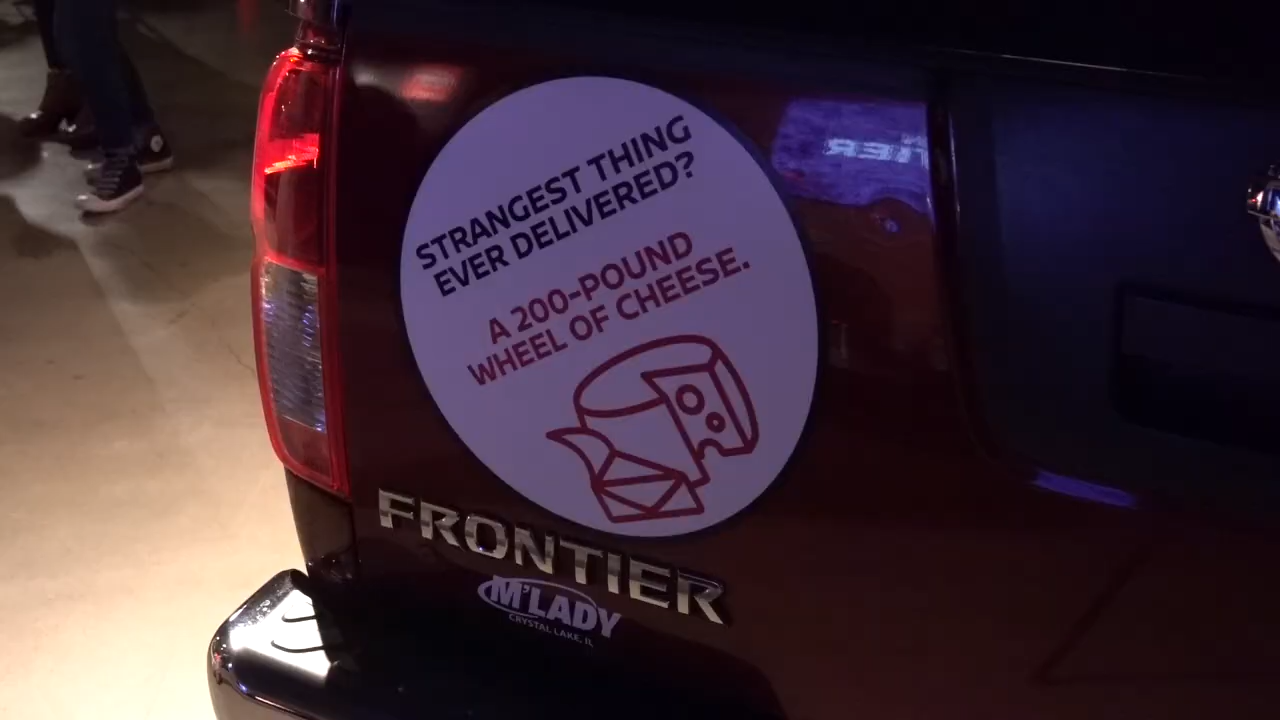 STRANGEST THING
EVER DELIVERED?
A 200-POUND
WHEEL OF CHEESE.
FRONTIER
M'LADY
CRYSTAL LAKE, IL